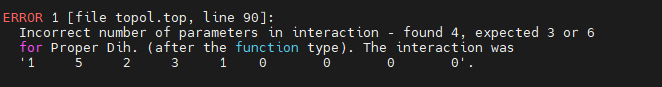 ERROR 1 [file topol.top, line 90]:
Incorrect number of parameters in interaction - found 4, expected 3 or 6
for Proper Dih. (after the function type). The interaction was
'1 5 2 3 1 0 0 0 0'.